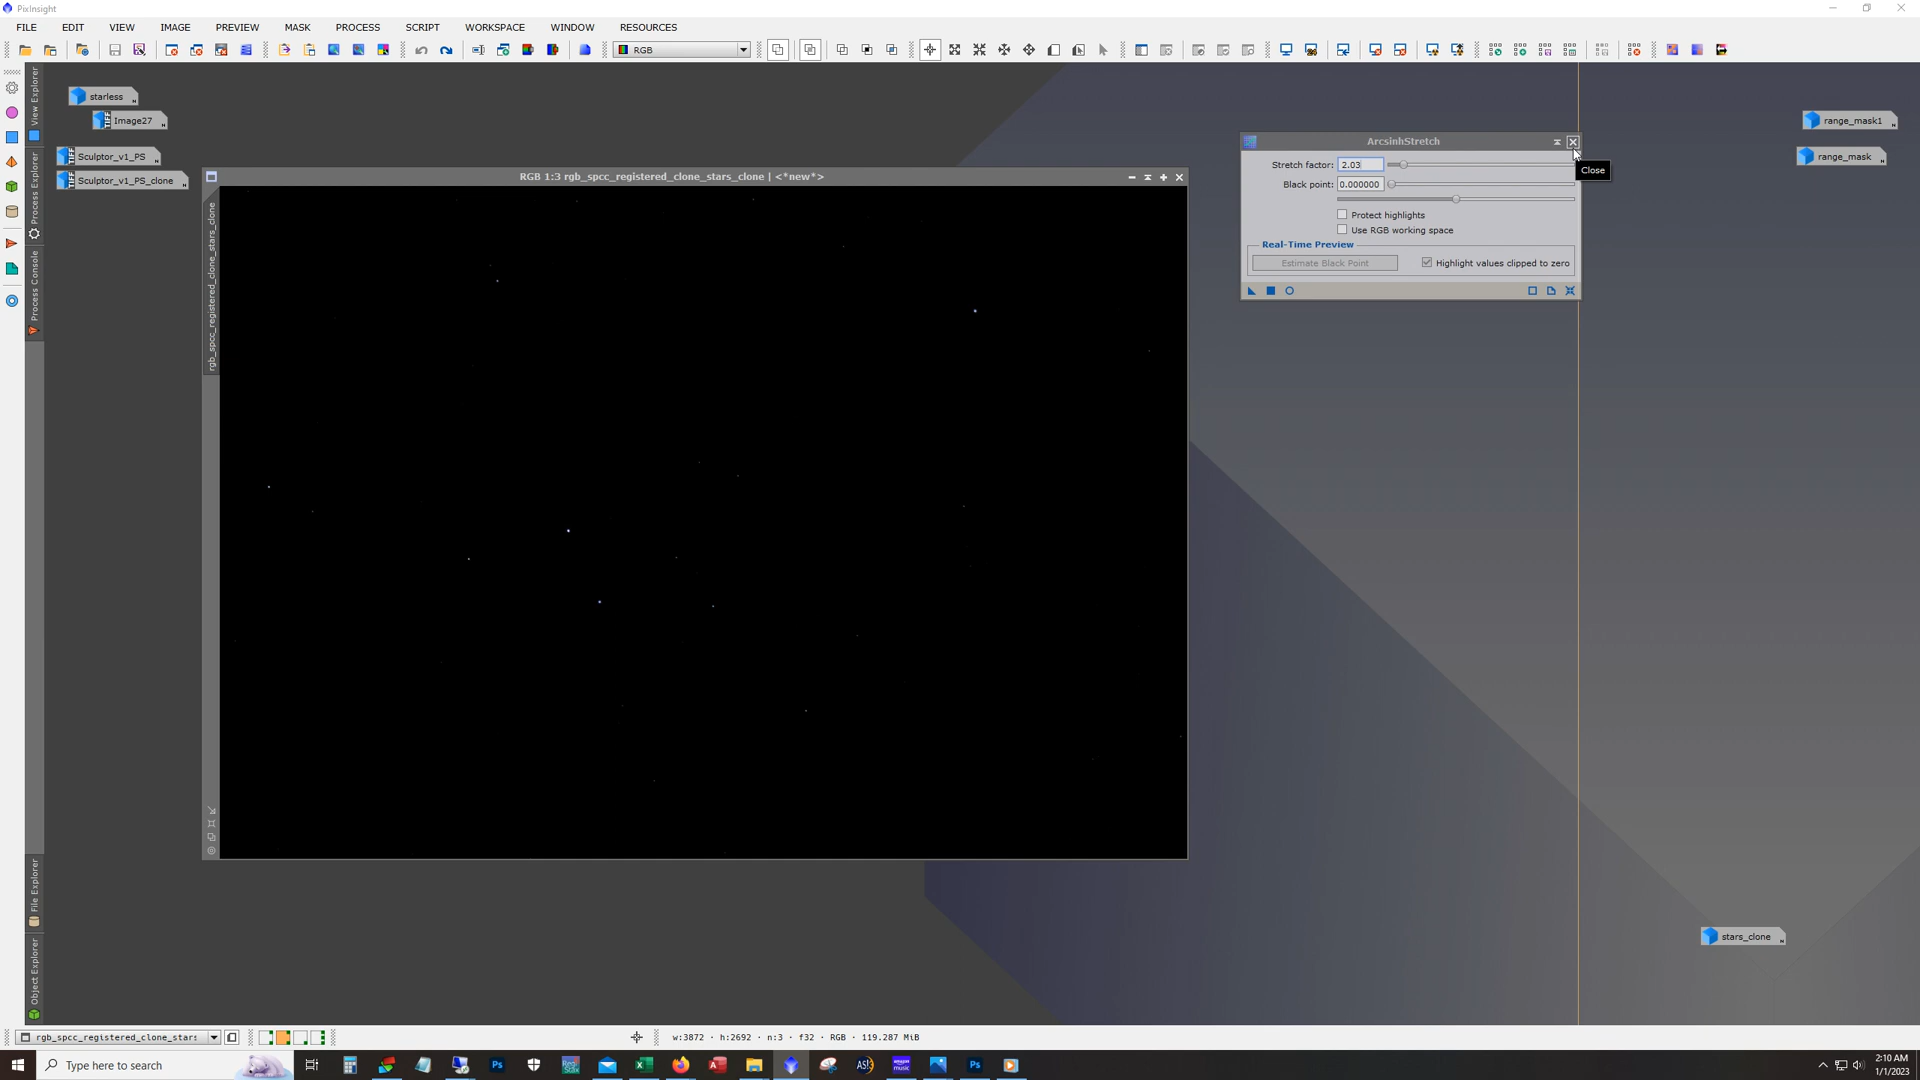 PixInsight
FILE EDIT VIEW IMAGE PREVIEW MASK PROCESS SCRIPT WORKSPACE WINDOW RESOURCES
RGB
View Explorer
Process Explorer
Process Console
File Explorer
Object Explorer
starless
TIFF Image27
TIFF Sculptor_v1_PS
TIFF Sculptor_v1_PS_clone
RGB 1:3 rgb_spcc_registered_clone_stars_clone | <*new*>
rgb_spcc_registered_clone_stars_clone
ArcsinhStretch
Stretch factor: 2.03
Close
Black point: 0.000000
Protect highlights
Use RGB working space
Real-Time Preview
Estimate Black Point Highlight values clipped to zero
range_mask1
range_mask
stars_clone
rgb_spcc_registered_clone_stars
w:3872 · h:2692 · n:3 · f32 · RGB · 119.287 MiB
Type here to search
2:10 AM
1/1/2023